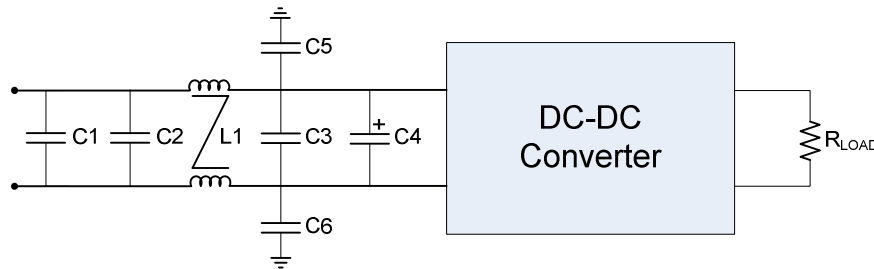 C5
C1
C2
L1
C3
+
C4
DC-DC
Converter
RLOAD
C6